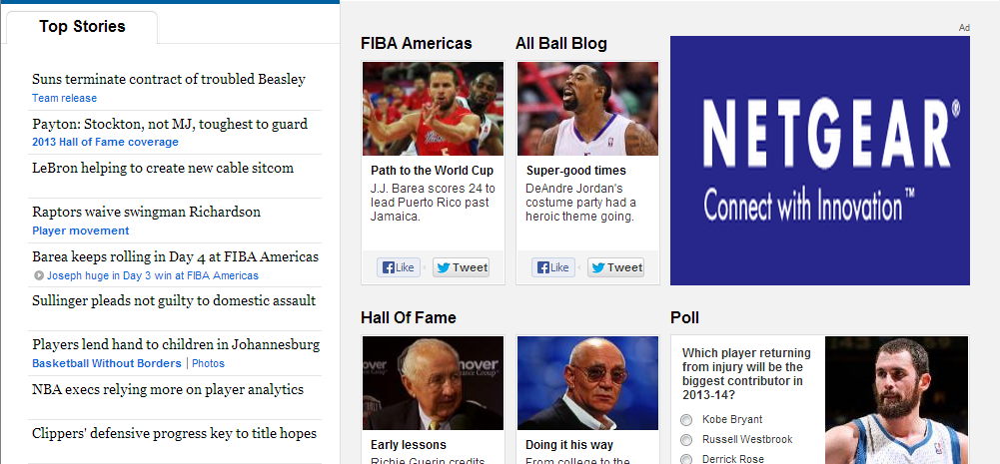 Top Stories
Suns terminate contract of troubled Beasley
Team release
Payton: Stockton, not MJ, toughest to guard
2013 Hall of Fame coverage
LeBron helping to create new cable sitcom
Raptors waive swingman Richardson
Player movement
Barea keeps rolling in Day 4 at FIBA Americas
Joseph huge in Day 3 win at FIBA Americas
Sullinger pleads not guilty to domestic assault
Players lend hand to children in Johannesburg
Basketball Without Borders | Photos
NBA execs relying more on player analytics
Clippers' defensive progress key to title hopes
FIBA Americas
Path to the World Cup
J.J. Barea scores 24 to
lead Puerto Rico past
Jamaica.
Like
Tweet
All Ball Blog
Super-good times
DeAndre Jordan's
costume party had a
heroic theme going.
Like
Tweet
Ad
NETGEAR®
Connect with Innovation™
Hall Of Fame
Early lessons
Richie Guerin credits
Doing it his way
From college to the
Poll
Which player returning
from injury will be the
biggest contributor in
2013-14?
Kobe Bryant
Russell Westbrook
Derrick Rose